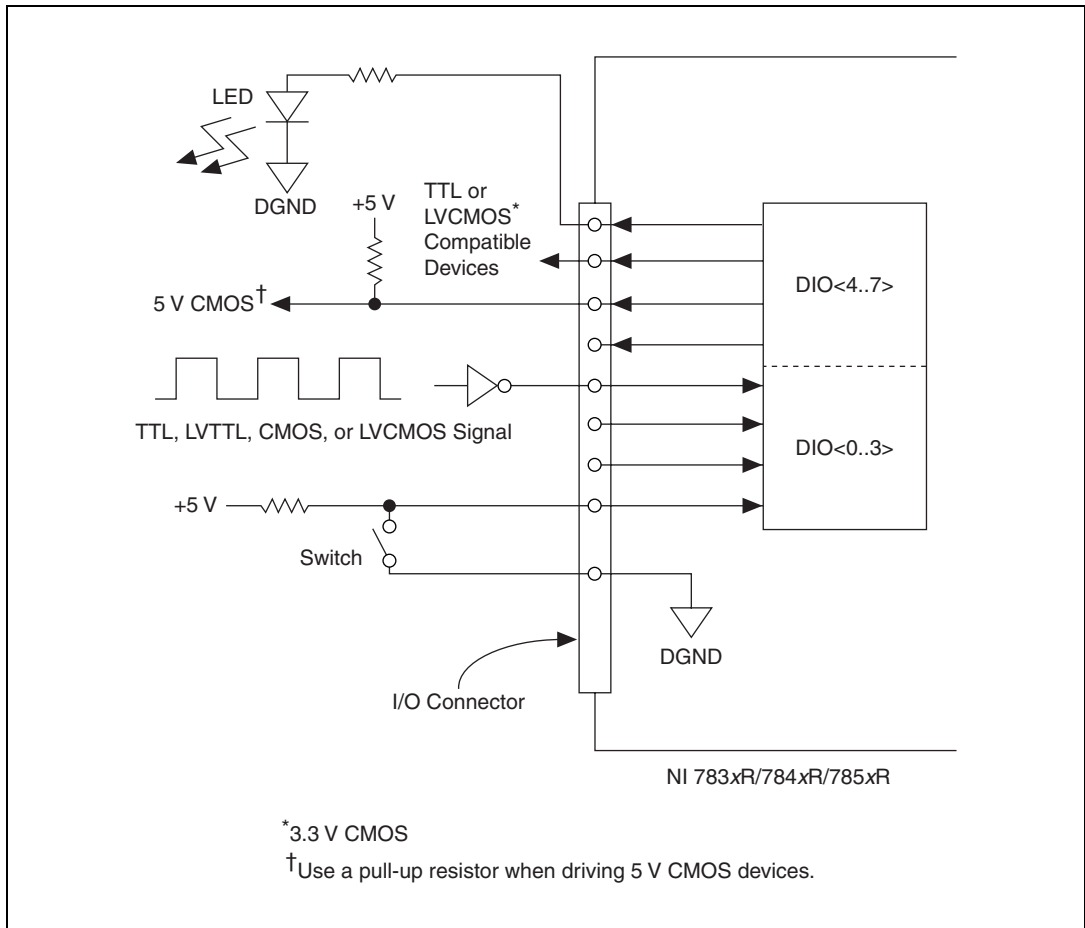 LED
DGND
+5 V
TTL or
LVCMOS*
Compatible
Devices
DIO<4..7>
5 V CMOS†
TTL, LVTTL, CMOS, or LVCMOS Signal
DIO<0..3>
+5 V
Switch
DGND
I/O Connector
NI 783xR/784xR/785xR
*3.3 V CMOS
†Use a pull-up resistor when driving 5 V CMOS devices.